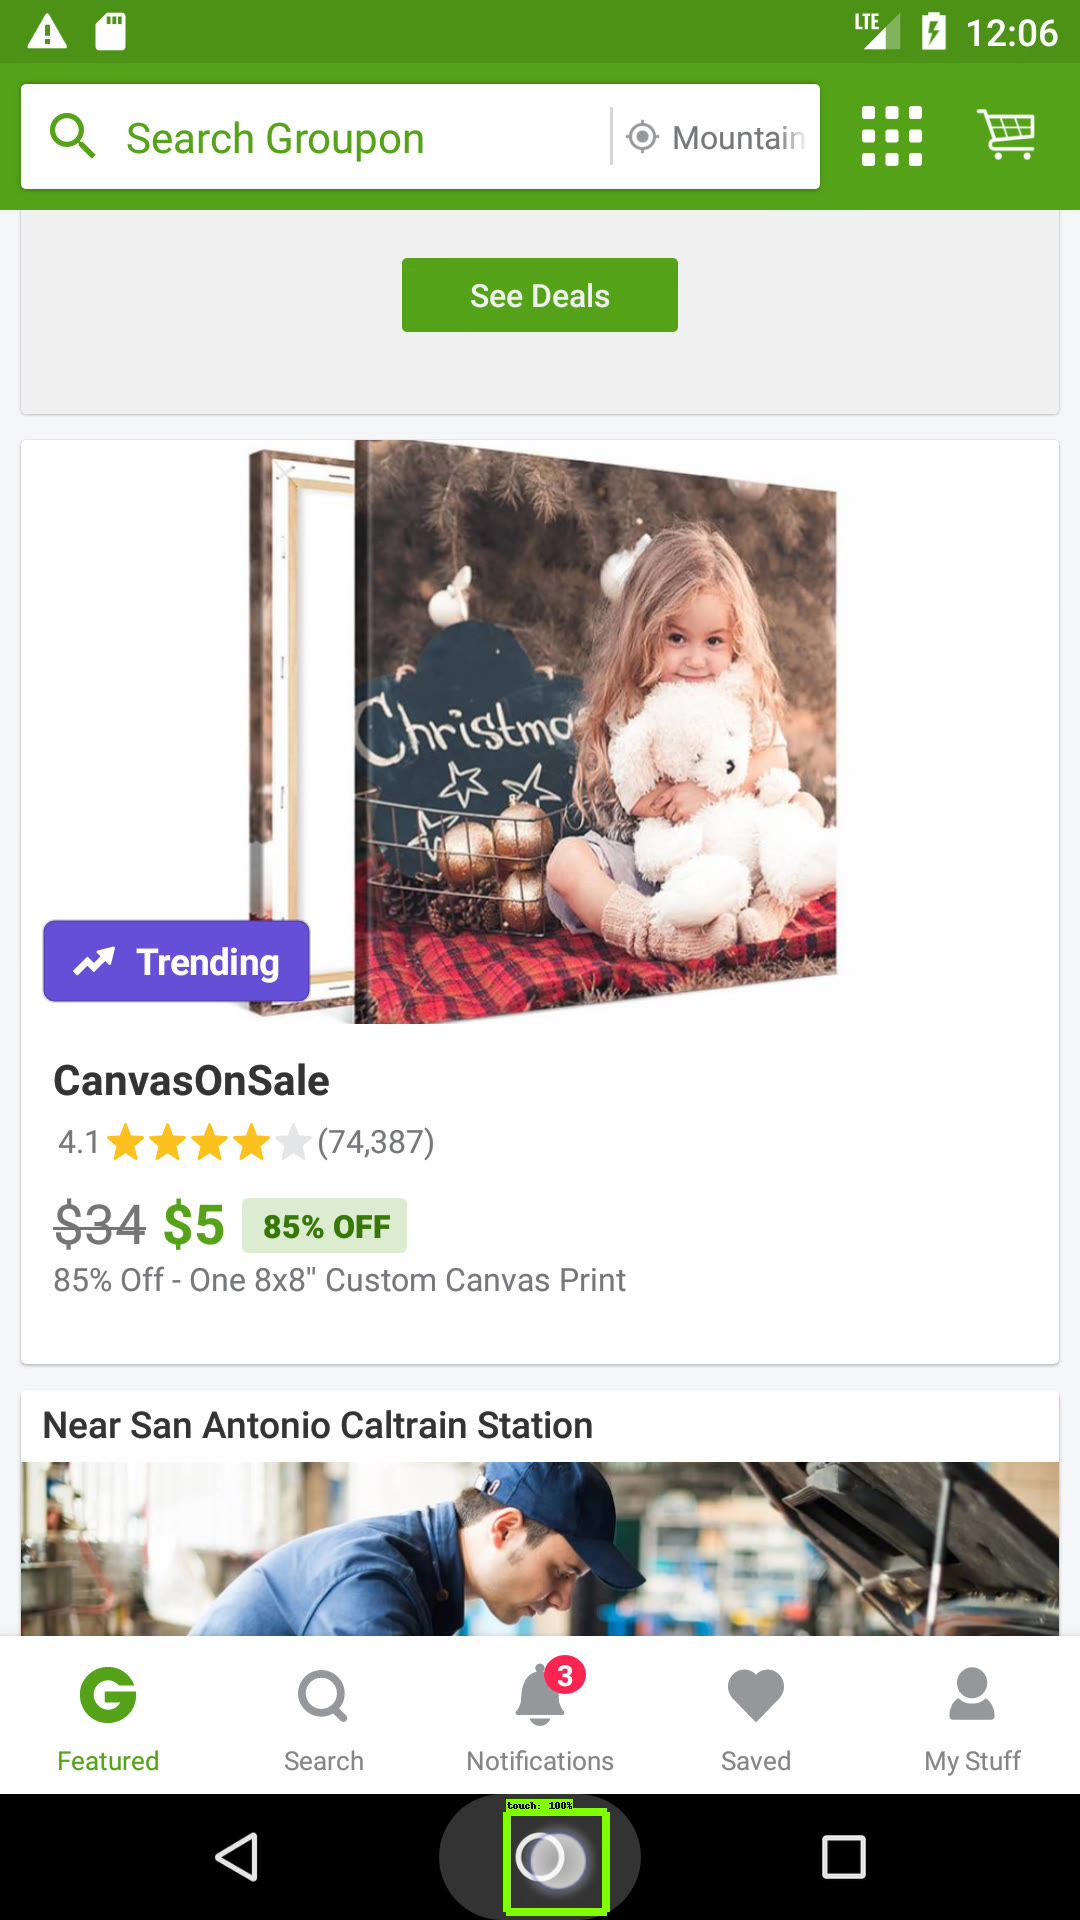 LTE 12:06
Search Groupon Mountain
See Deals
Christma
Trending
CanvasOnSale
4.1 (74,387)
$34 $5 85% OFF
85% Off - One 8x8" Custom Canvas Print
Near San Antonio Caltrain Station
3
Featured Search Notifications Saved My Stuff
touch: 100%